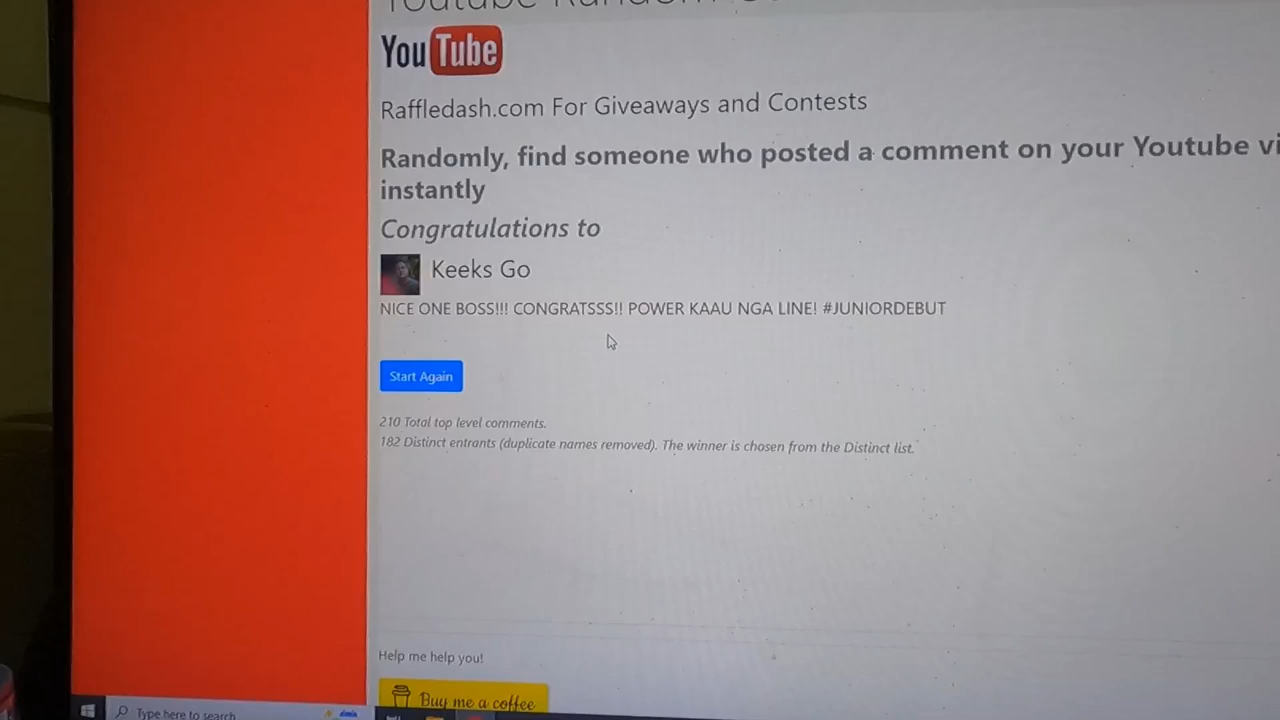 Youtube Random
YouTube
Raffledash.com For Giveaways and Contests
Randomly, find someone who posted a comment on your Youtube
instantly
Congratulations to
Keeks Go
NICE ONE BOSS!!! CONGRATSSS!! POWER KAAU NGA LINE! #JUNIORDEBUT
Start Again
210 Total top level comments.
182 Distinct entrants (duplicate names removed). The winner is chosen from the Distinct list.
Help me help you!
Buy me a coffee
Type here to search